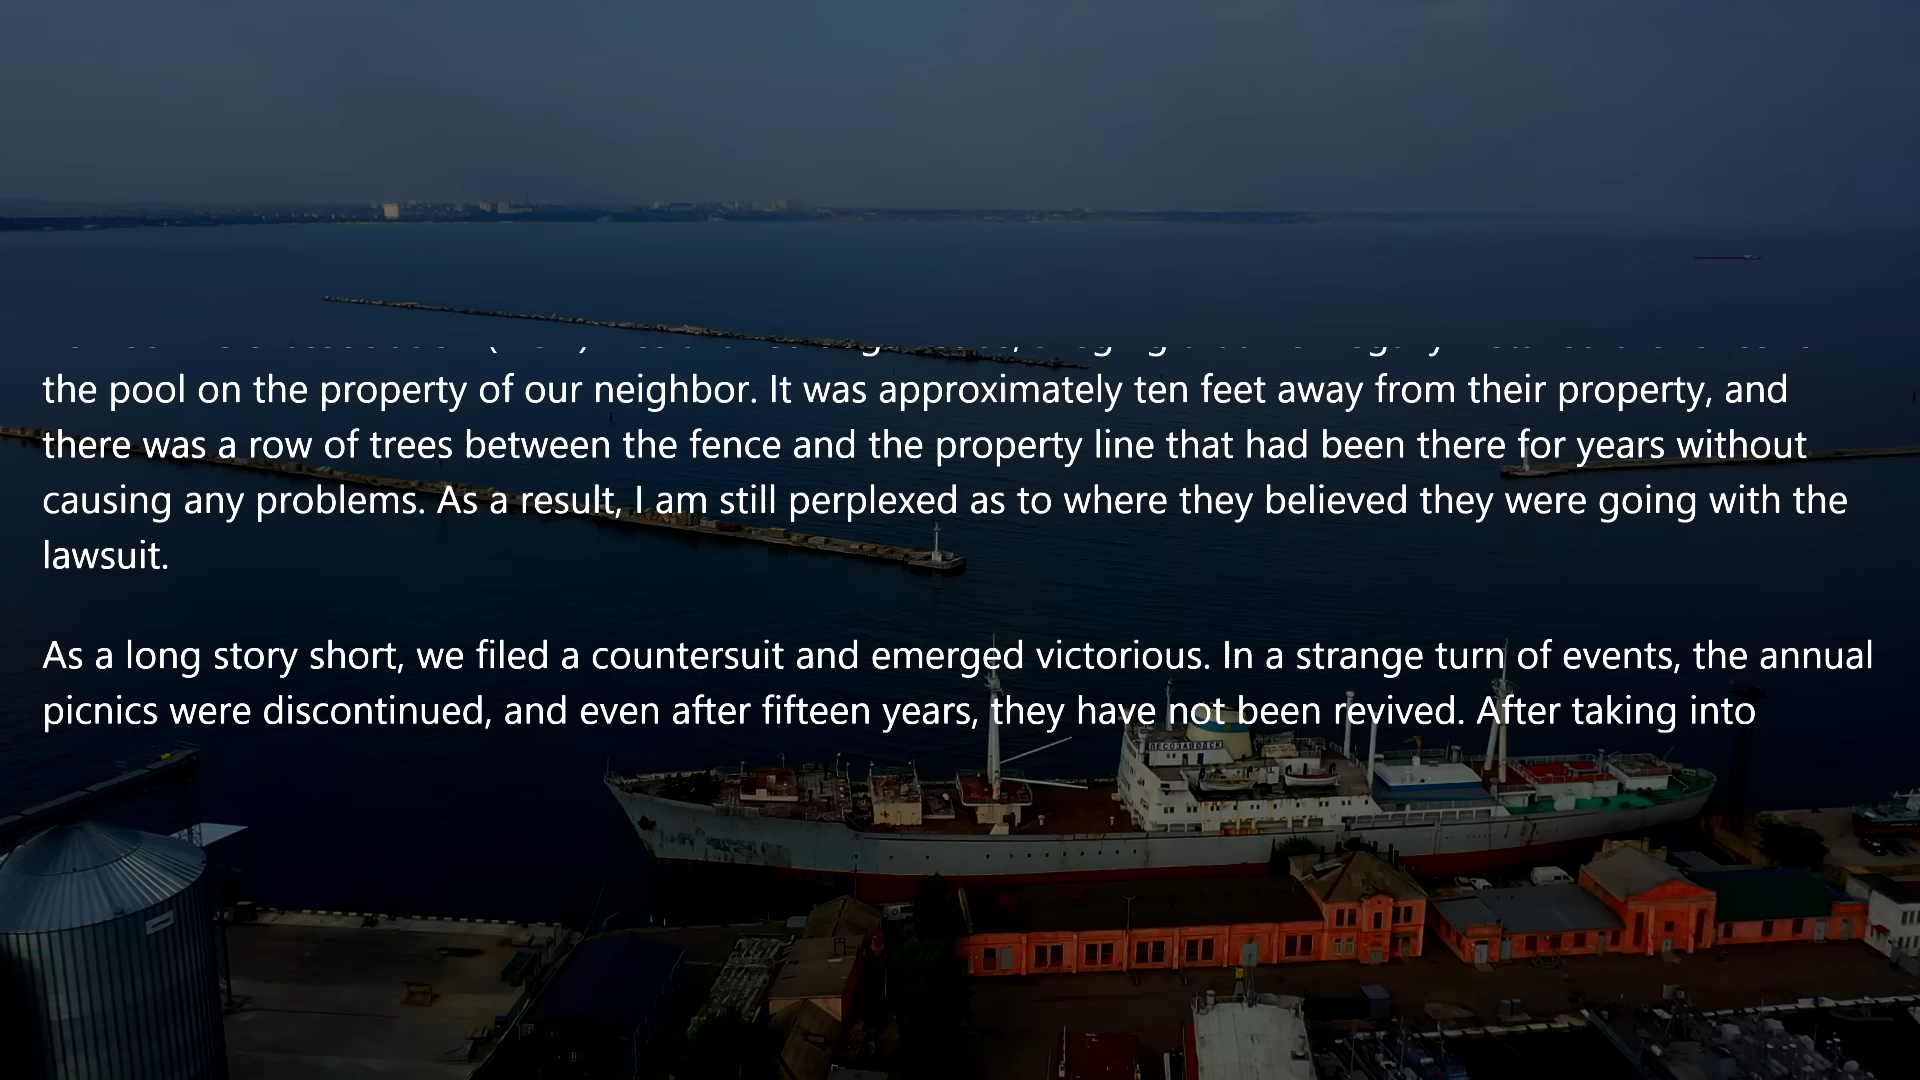 the pool on the property of our neighbor. It was approximately ten feet away from their property, and
there was a row of trees between the fence and the property line that had been there for years without
causing any problems. As a result, I am still perplexed as to where they believed they were going with the
lawsuit.
As a long story short, we filed a countersuit and emerged victorious. In a strange turn of events, the annual
picnics were discontinued, and even after fifteen years, they have not been revived. After taking into
ЛЕСОЗАВОДСК